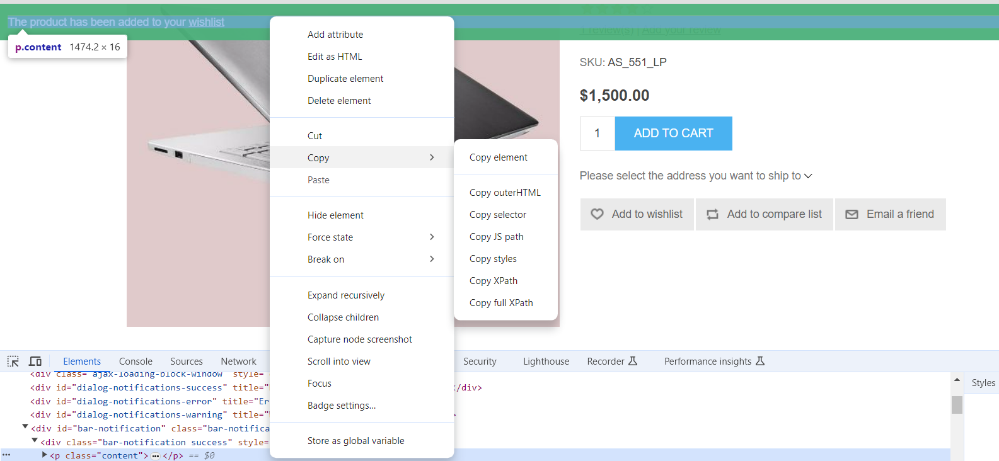 The product has been added to your wishlist
1 review(s) | Add your review
p.content 1474.2 × 16
SKU: AS_551_LP
$1,500.00
1 ADD TO CART
Please select the address you want to ship to
Add to wishlist Add to compare list Email a friend
Add attribute
Edit as HTML
Duplicate element
Delete element
Cut
Copy
Paste
Hide element
Force state
Break on
Expand recursively
Collapse children
Capture node screenshot
Scroll into view
Focus
Badge settings...
Store as global variable
Copy element
Copy outerHTML
Copy selector
Copy JS path
Copy styles
Copy XPath
Copy full XPath
Elements Console Sources Network Security Lighthouse Recorder Performance insights
Styles
<div class="ajax-loading-block-window" style="
<div id="dialog-notifications-success" title=" </div>
<div id="dialog-notifications-error" title="Er
<div id="dialog-notifications-warning" title=" >
<div id="bar-notification" class="bar-notifica
<div class="bar-notification success" style=
<p class="content"> ••• </p> == $0